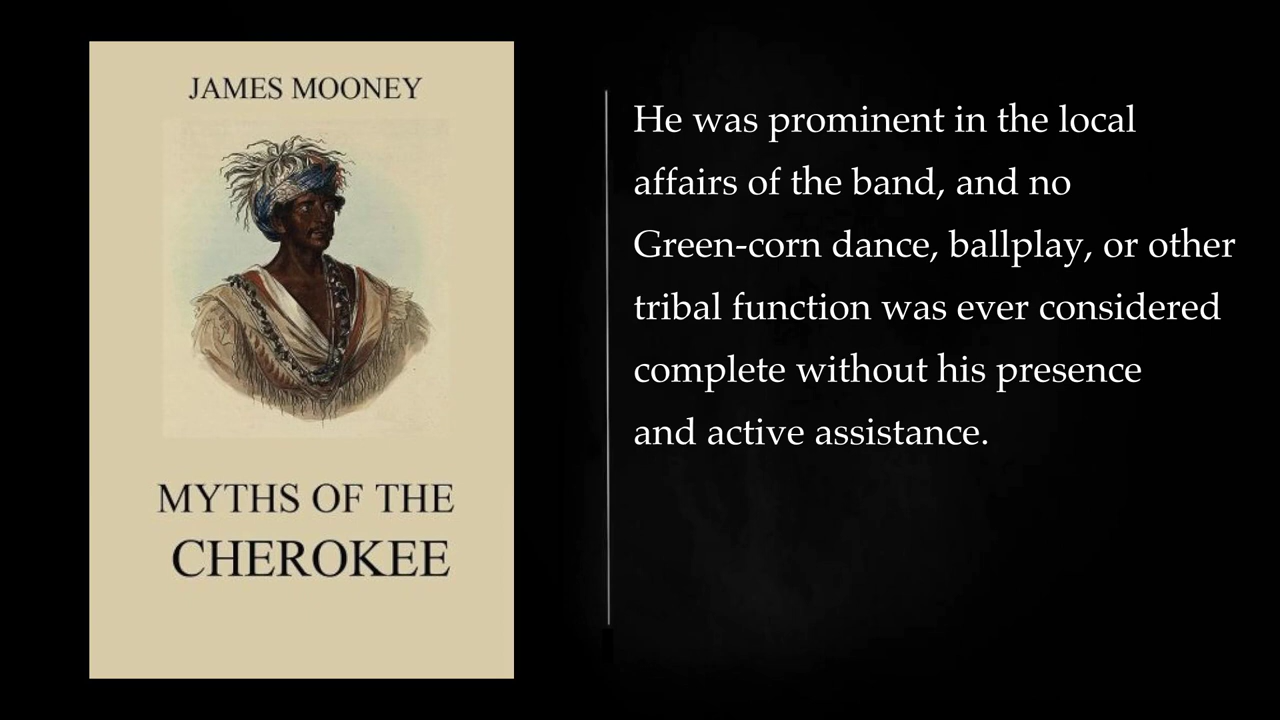 JAMES MOONEY
MYTHS OF THE
CHEROKEE
He was prominent in the local
affairs of the band, and no
Green-corn dance, ballplay, or other
tribal function was ever considered
complete without his presence
and active assistance.